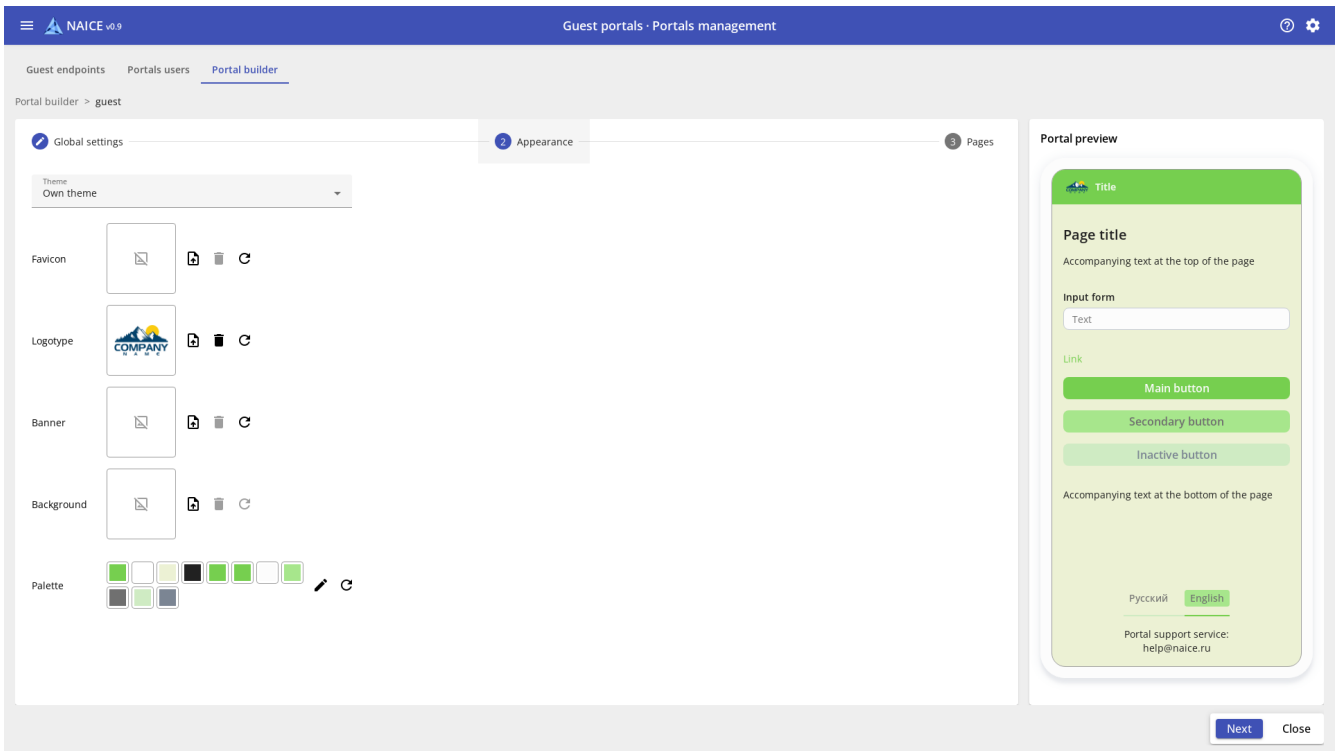 NAICE v0.9
Guest portals · Portals management
Guest endpoints
Portals users
Portal builder
Portal builder > guest
Global settings
2 Appearance
3 Pages
Theme
Own theme
Favicon
Logotype
COMPANY
NAME
Banner
Background
Palette
Portal preview
COMPANY
Title
Page title
Accompanying text at the top of the page
Input form
Text
Link
Main button
Secondary button
Inactive button
Accompanying text at the bottom of the page
Русский
English
Portal support service:
help@naice.ru
Next
Close